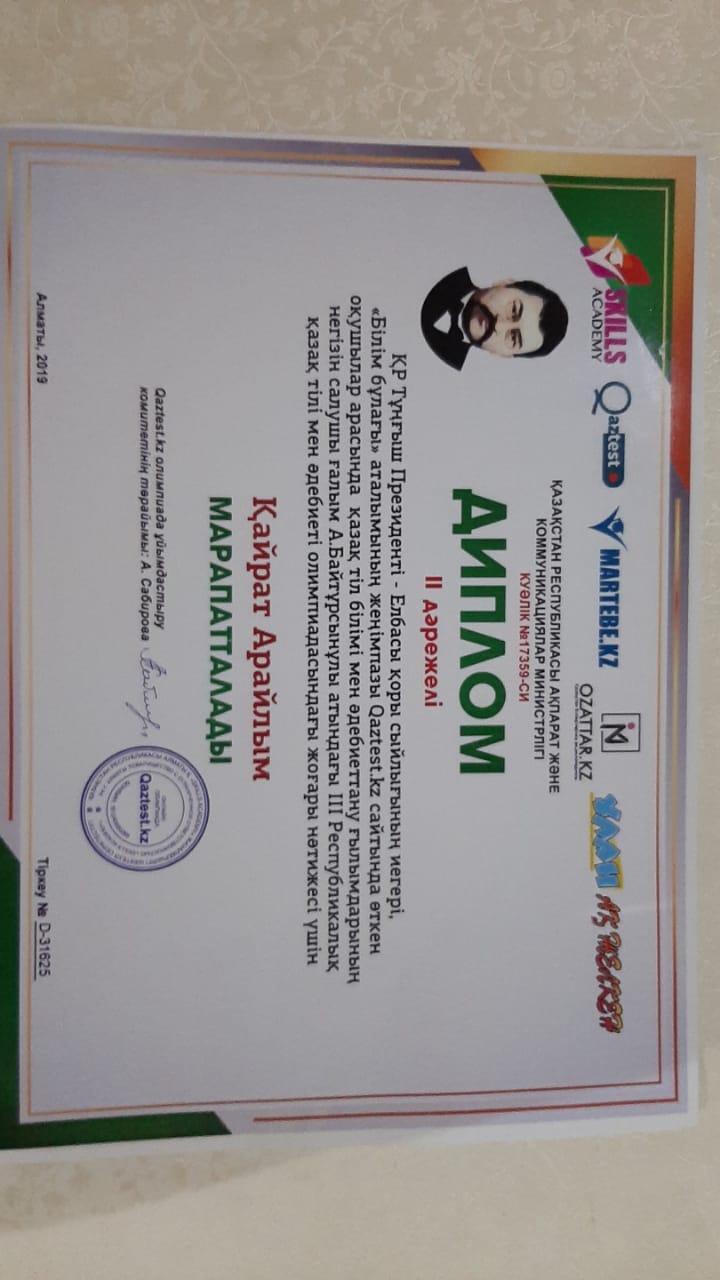 SKILLS
ACADEMY
Qaztest
MARTEBE.KZ
OZATTAR.KZ
ҰЛАН
АҚ ЖЕЛКЕН
ҚАЗАҚСТАН РЕСПУБЛИКАСЫ АҚПАРАТ ЖӘНЕ
КОММУНИКАЦИЯЛАР МИНИСТРЛІГІ
КУӘЛІК №17359-СИ
ДИПЛОМ
II дәрежелі
ҚР Тұңғыш Президенті - Елбасы қоры сыйлығының иегері,
«Білім бұлағы» аталымының жеңімпазы Qaztest.kz сайтында өткен
оқушылар арасында қазақ тіл білімі мен әдебиеттану ғылымдарының
негізін салушы ғалым А.Байтұрсынұлы атындағы III Республикалық
қазақ тілі мен әдебиеті олимпиадасындағы жоғары нәтижесі үшін
Қайрат Арайлым
МАРАПАТТАЛАДЫ
Qaztest.kz олимпиада ұйымдастыру
комитетінің төрайымы: А. Сабирова
Qaztest.kz
Алматы, 2019
Тіркеу № D-31625